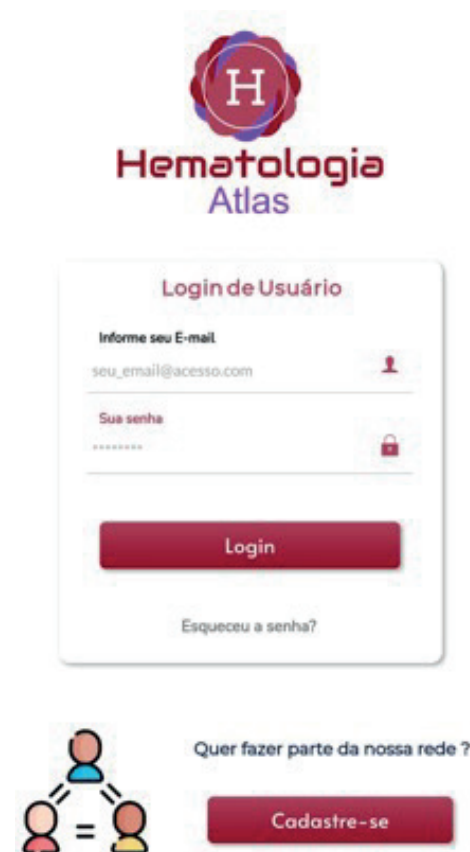 H
Hematologia
Atlas
Login de Usuário
Informe seu E-mail
seu_email@acesso.com
Sua senha
--------
Login
Esqueceu a senha?
Quer fazer parte da nossa rede ?
=
Cadastre-se